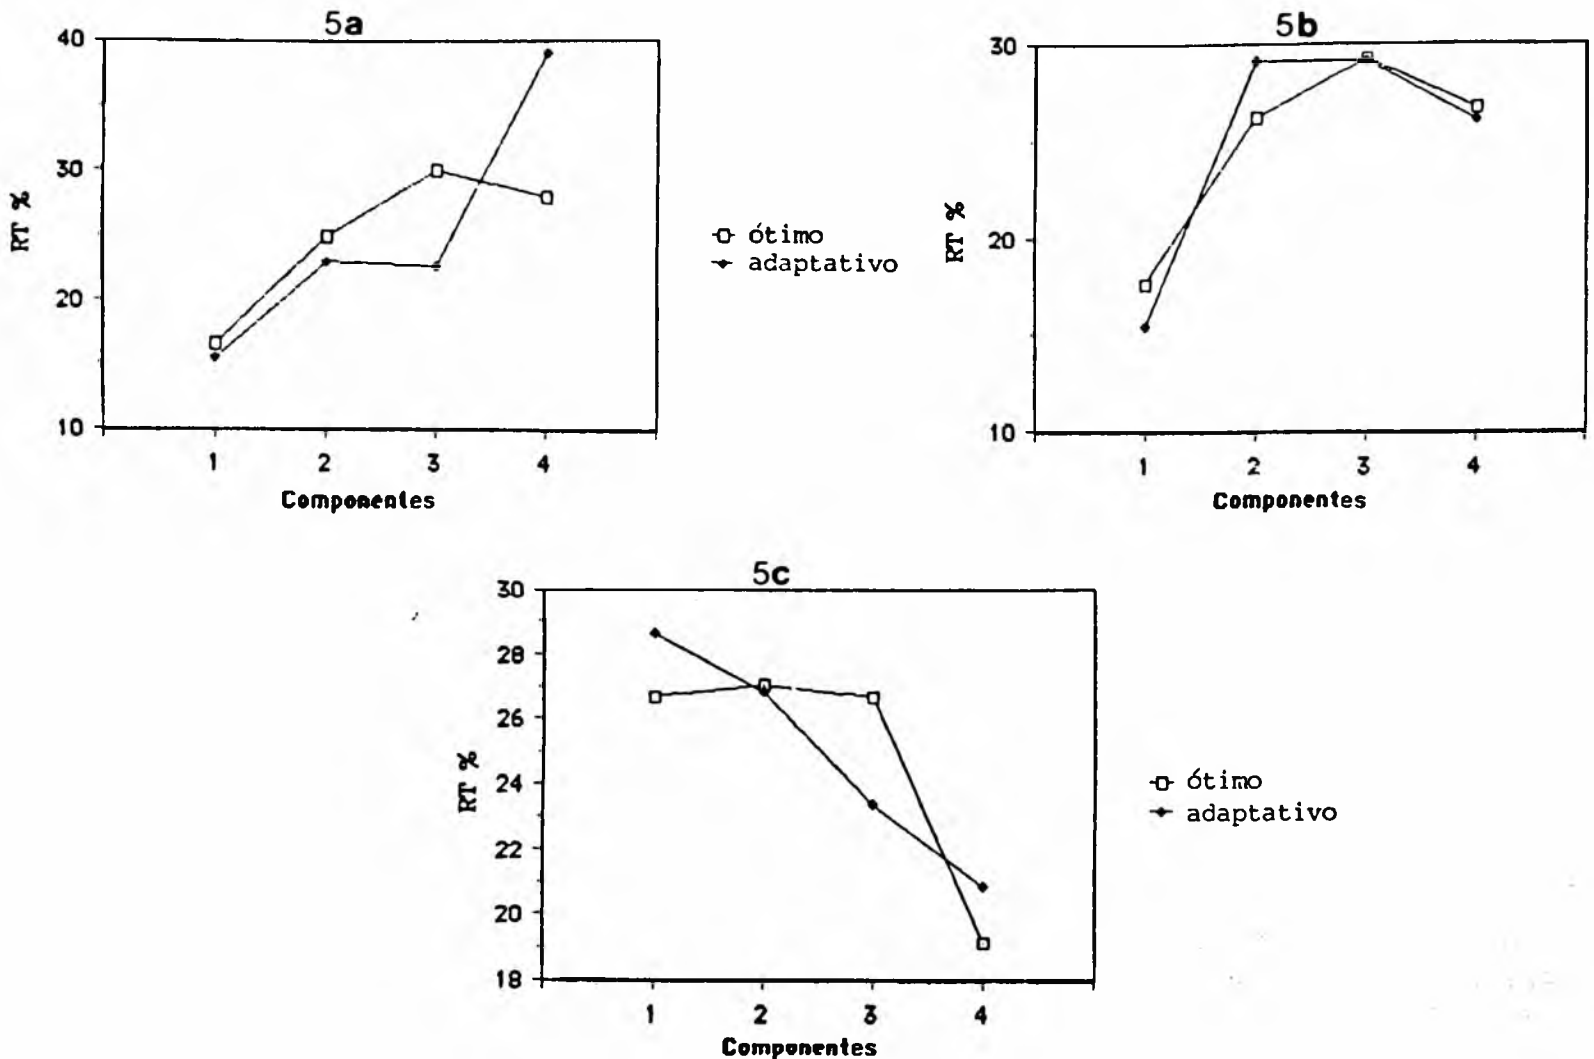 5a
40
30
20
10
RT %
1 2 3 4
Componentes
ótimo
adaptativo
5b
30
20
10
RT %
1 2 3 4
Componentes
5c
30
28
26
24
22
20
18
RT %
1 2 3 4
Componentes
ótimo
adaptativo